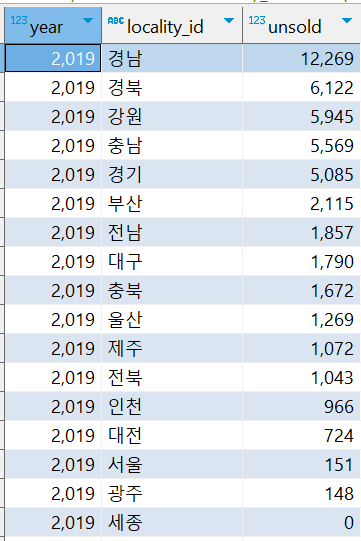 123 year ABC locality_id 123 unsold
2,019 경남 12,269
2,019 경북 6,122
2,019 강원 5,945
2,019 충남 5,569
2,019 경기 5,085
2,019 부산 2,115
2,019 전남 1,857
2,019 대구 1,790
2,019 충북 1,672
2,019 울산 1,269
2,019 제주 1,072
2,019 전북 1,043
2,019 인천 966
2,019 대전 724
2,019 서울 151
2,019 광주 148
2,019 세종 0